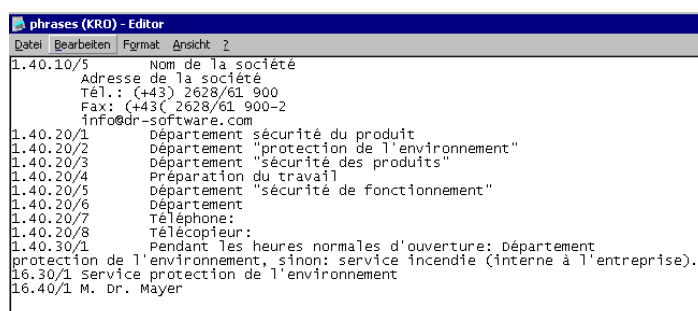 phrases (KRO) - Editor
Datei Bearbeiten Format Ansicht ?
1.40.10/5 Nom de la société
Adresse de la société
Tél.: (+43) 2628/61 900
Fax: (+43( 2628/61 900-2
info@dr-software.com
1.40.20/1 Département sécurité du produit
1.40.20/2 Département "protection de l'environnement"
1.40.20/3 Département "sécurité des produits"
1.40.20/4 Préparation du travail
1.40.20/5 Département "sécurité de fonctionnement"
1.40.20/6 Département
1.40.20/7 Téléphone:
1.40.20/8 Télécopieur:
1.40.30/1 Pendant les heures normales d'ouverture: Département
protection de l'environnement, sinon: service incendie (interne à l'entreprise).
16.30/1 Service protection de l'environnement
16.40/1 M. Dr. Mayer